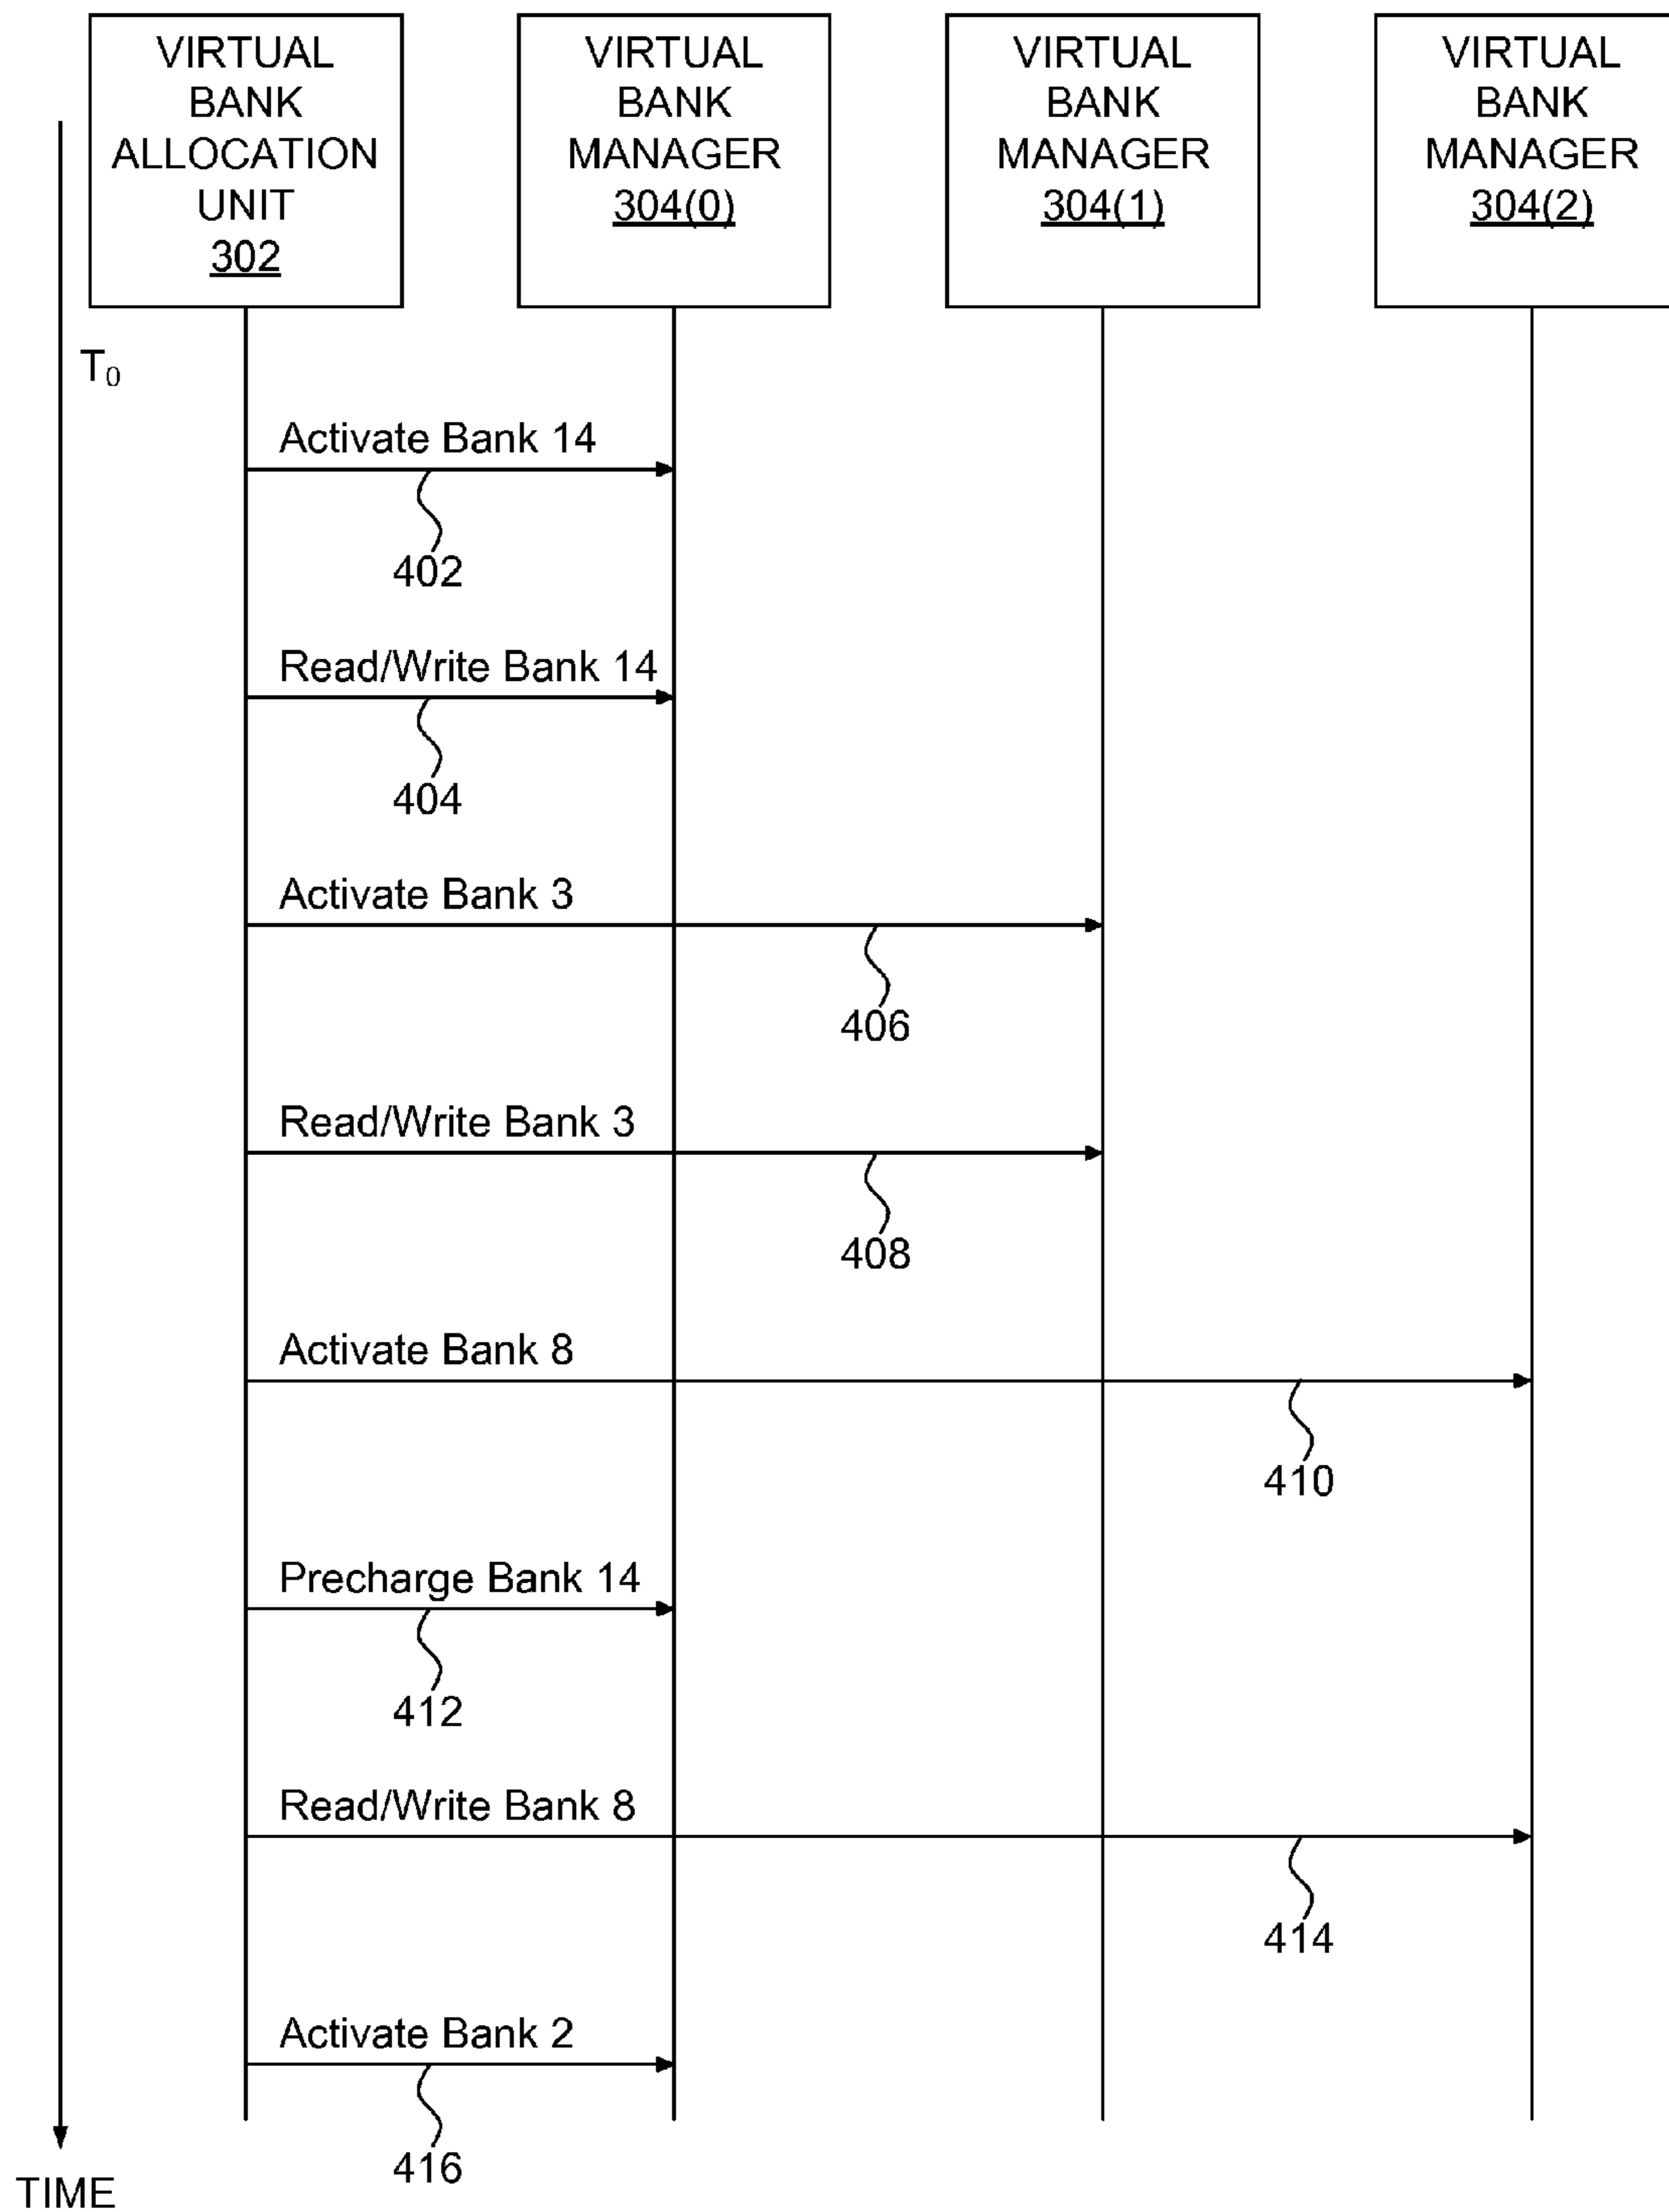 VIRTUAL
BANK
ALLOCATION
UNIT
302
VIRTUAL
BANK
MANAGER
304(0)
VIRTUAL
BANK
MANAGER
304(1)
VIRTUAL
BANK
MANAGER
304(2)
T₀
Activate Bank 14
402
Read/Write Bank 14
404
Activate Bank 3
406
Read/Write Bank 3
408
Activate Bank 8
410
Precharge Bank 14
412
Read/Write Bank 8
414
Activate Bank 2
416
TIME